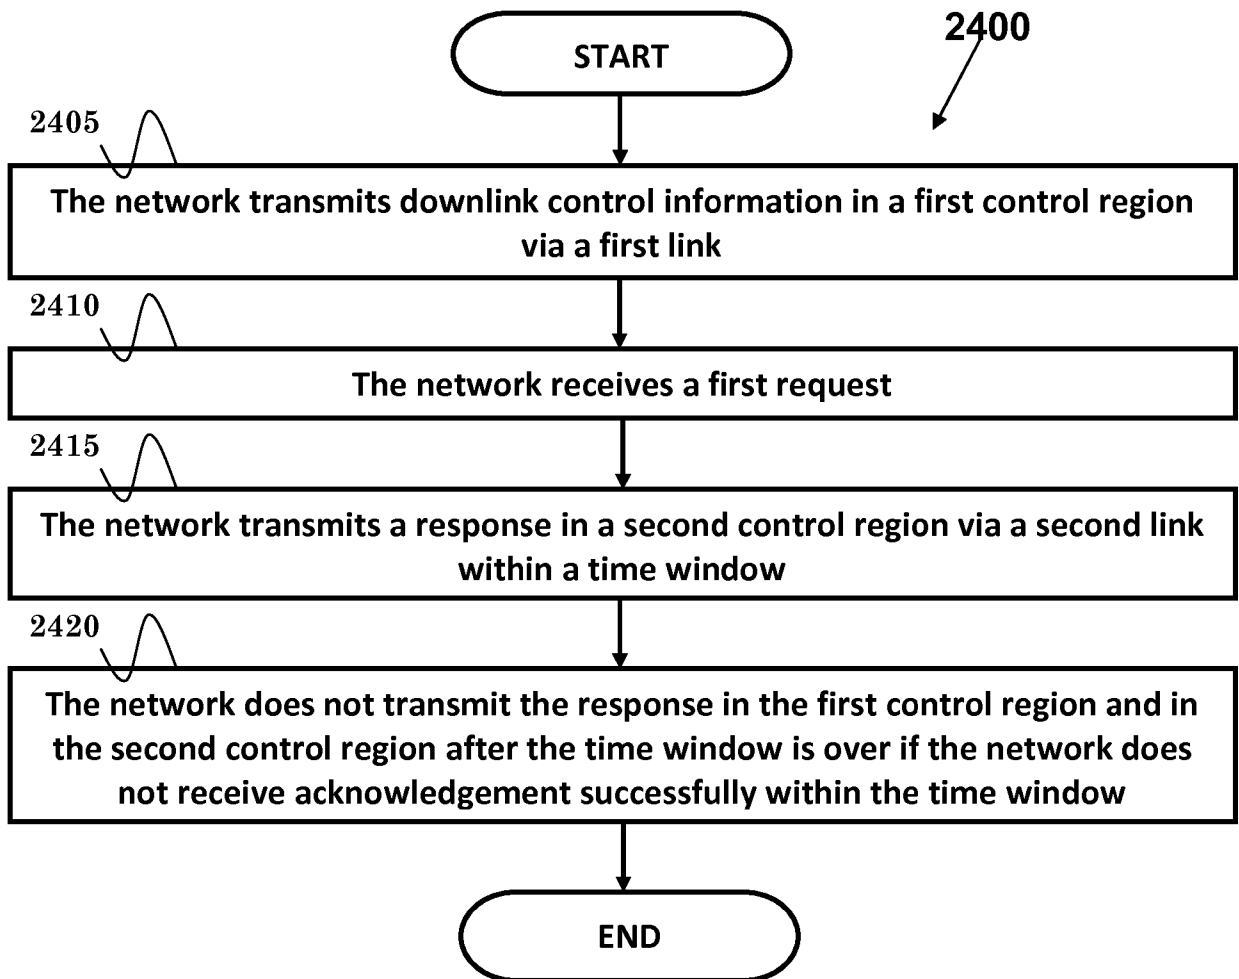 START
2400
2405
The network transmits downlink control information in a first control region
via a first link
2410
The network receives a first request
2415
The network transmits a response in a second control region via a second link
within a time window
2420
The network does not transmit the response in the first control region and in
the second control region after the time window is over if the network does
not receive acknowledgement successfully within the time window
END